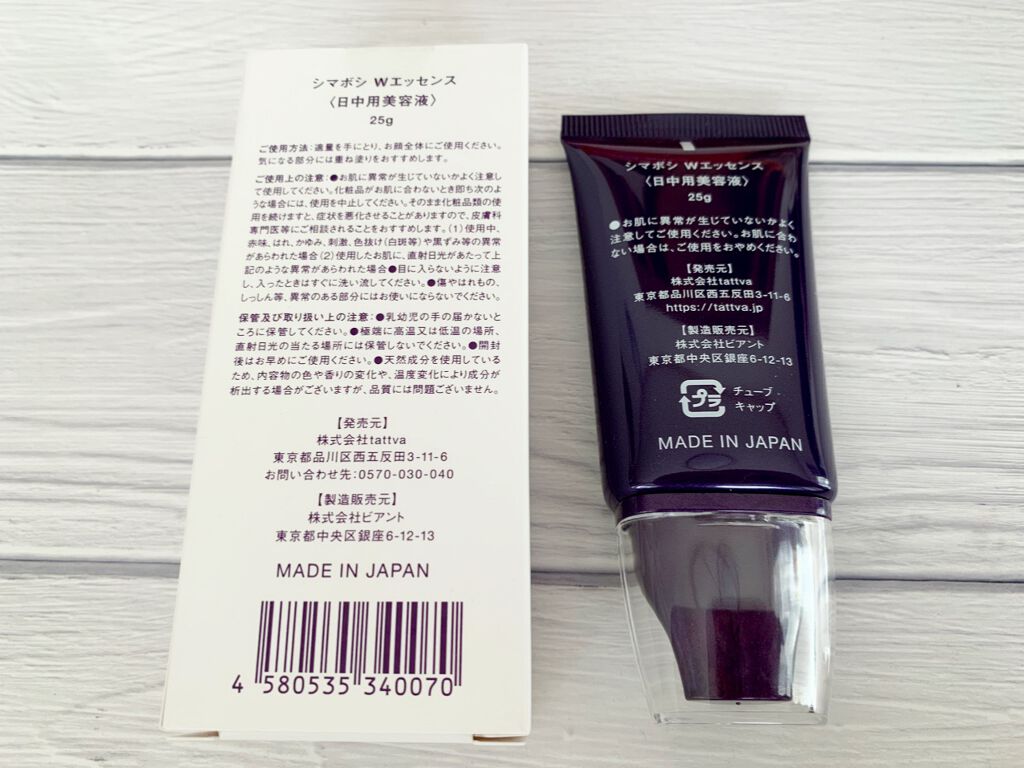 シマボシ Wエッセンス
〈日中用美容液〉
25g
ご使用方法:適量を手にとり、お顔全体にご使用ください。
気になる部分には重ね塗りをおすすめします。
ご使用上の注意:●お肌に異常が生じていないかよく注意し
て使用してください。化粧品がお肌に合わないとき即ち次のよ
うな場合には、使用を中止してください。そのまま化粧品類の使
用を続けますと、症状を悪化させることがありますので、皮膚科
専門医等にご相談されることをおすすめします。(1)使用中、
赤味、はれ、かゆみ、刺激、色抜け(白斑等)や黒ずみ等の異常
があらわれた場合(2)使用したお肌に、直射日光があたって上
記のような異常があらわれた場合●目に入らないように注意
し、入ったときはすぐに洗い流してください。●傷やはれもの、
しっしん等、異常のある部分にはお使いにならないでください。
保管及び取り扱い上の注意:●乳幼児の手の届かないと
ころに保管してください。●極端に高温又は低温の場所、
直射日光の当たる場所には保管しないでください。●開封
後はお早めにご使用ください。●天然成分を使用している
ため、内容物の色や香りの変化や、温度変化により成分が
析出する場合がございますが、品質には問題ございません。
【発売元】
株式会社tattva
東京都品川区西五反田3-11-6
お問い合わせ先:0570-030-040
【製造販売元】
株式会社ビアント
東京都中央区銀座6-12-13
MADE IN JAPAN
4 580535 340070
シマボシ Wエッセンス
〈日中用美容液〉
25g
●お肌に異常が生じていないかよく
注意してご使用ください。お肌に合わ
ない場合は、ご使用をおやめください。
【発売元】
株式会社tattva
東京都品川区西五反田3-11-6
https://tattva.jp
【製造販売元】
株式会社ビアント
東京都中央区銀座6-12-13
プラ
チューブ
キャップ
MADE IN JAPAN